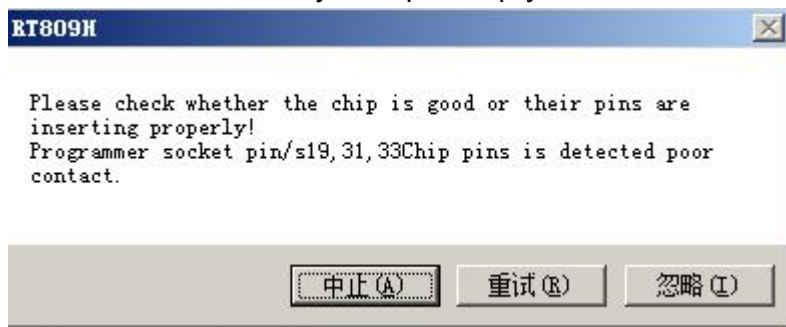 RT809H
Please check whether the chip is good or their pins are
inserting properly!
Programmer socket pin/s19,31,33Chip pins is detected poor
contact.
中止(A) 重试(R) 忽略(I)